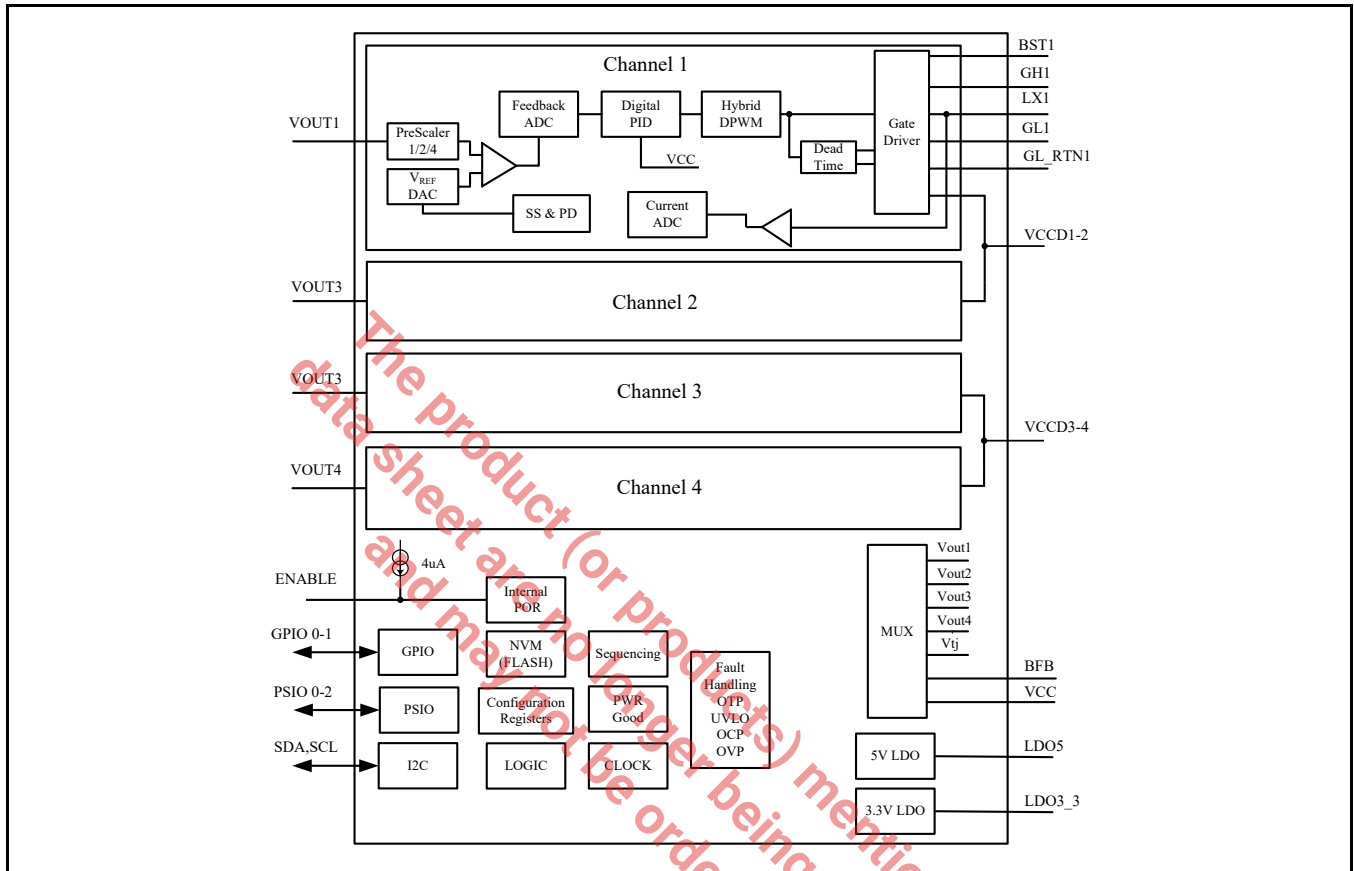 Channel 1
BST1
GH1
LX1
GL1
GL_RTN1
VOUT1
PreScaler
1/2/4
Feedback
ADC
Digital
PID
Hybrid
DPWM
Gate
Driver
Dead
Time
VCC
VREF
DAC
SS & PD
Current
ADC
VCCD1-2
VOUT3
Channel 2
VOUT3
Channel 3
VCCD3-4
VOUT4
Channel 4
4uA
ENABLE
Internal
POR
GPIO 0-1
GPIO
NVM
(FLASH)
Sequencing
PSIO 0-2
PSIO
Configuration
Registers
PWR
Good
SDA,SCL
I2C
LOGIC
CLOCK
Fault
Handling
OTP
UVLO
OCP
OVP
MUX
Vout1
Vout2
Vout3
Vout4
Vtj
BFB
VCC
5V LDO
LDO5
3.3V LDO
LDO3_3
The product (or products) mentio
data sheet are no longer being
and may not be orde